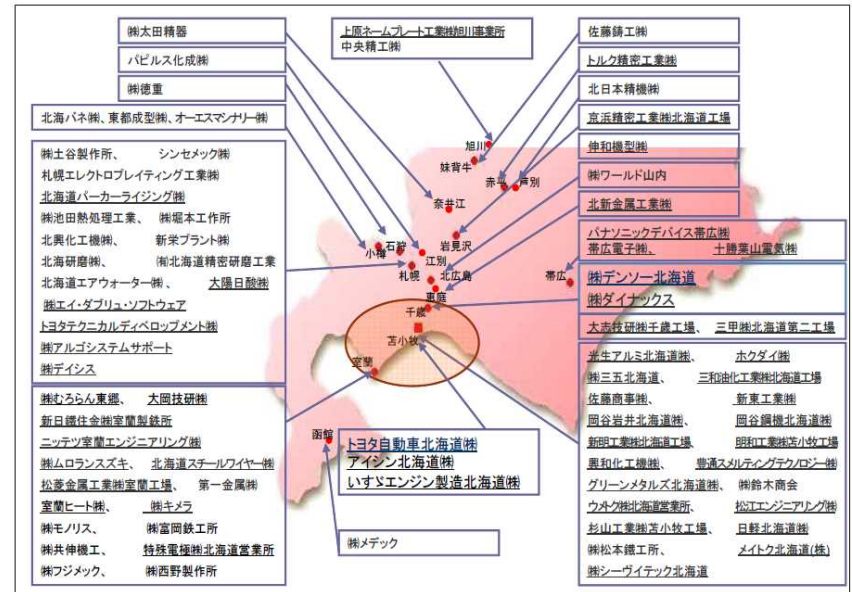 ㈱太田精器
パピルス化成㈱
㈱徳重
北海バネ㈱、東都成型㈱、オーエスマシナリー㈱
㈱土谷製作所、 シンセメック㈱
札幌エレクトロプレイティング工業㈱
北海道パーカーライジング㈱
㈱池田熱処理工業、 ㈱堀本工作所
北興化工機㈱、 新栄プラント㈱
北海研磨㈱、 ㈲北海道精密研磨工業
北海道エアウォーター㈱、 大陽日酸㈱
㈱エイ・ダブリュ・ソフトウェア
トヨタテクニカルディベロップメント㈱
㈱アルゴシステムサポート
㈱デイシス
㈱むろらん東郷、 大岡技研㈱
新日鐵住金㈱室蘭製鉄所
ニッテツ室蘭エンジニアリング㈱
㈱ムロランスズキ、 北海道スチールワイヤー㈱
松菱金属工業㈱室蘭工場、 第一金属㈱
室蘭ヒート㈱、 ㈱キメラ
㈱モノリス、 ㈱富岡鉄工所
㈱共伸機工、 特殊電極㈱北海道営業所
㈱フジメック、 ㈱西野製作所
上原ネームプレート工業㈱旭川事業所
中央精工㈱
旭川
妹背牛
赤平
芦別
奈井江
岩見沢
小樽
石狩
江別
札幌
北広島
恵庭
千歳
苫小牧
室蘭
函館
帯広
トヨタ自動車北海道㈱
アイシン北海道㈱
いすゞエンジン製造北海道㈱
㈱メデック
佐藤鋳工㈱
トルク精密工業㈱
北日本精機㈱
京浜精密工業㈱北海道工場
伸和機型㈱
㈱ワールド山内
北新金属工業㈱
パナソニックデバイス帯広㈱
帯広電子㈱、 十勝葉山電気㈱
㈱デンソー北海道
㈱ダイナックス
大志技研㈱千歳工場、 三甲㈱北海道第二工場
光生アルミ北海道㈱、 ホクダイ㈱
㈱三五北海道、 三和油化工業㈱北海道工場
佐藤商事㈱、 新東工業㈱
岡谷岩井北海道㈱、 岡谷鋼機北海道㈱
新明工業㈱北海道工場、 明和工業㈱苫小牧工場
興和化工機㈱、 豊通スメルティングテクノロジー㈱
グリーンメタルズ北海道㈱、 ㈱鈴木商会
ウメトク㈱北海道営業所、 松江エンジニアリング㈱
杉山工業㈱苫小牧工場、 日軽北海道㈱
㈱松本鐵工所、 メイトク北海道(株)
㈱シーヴイテック北海道